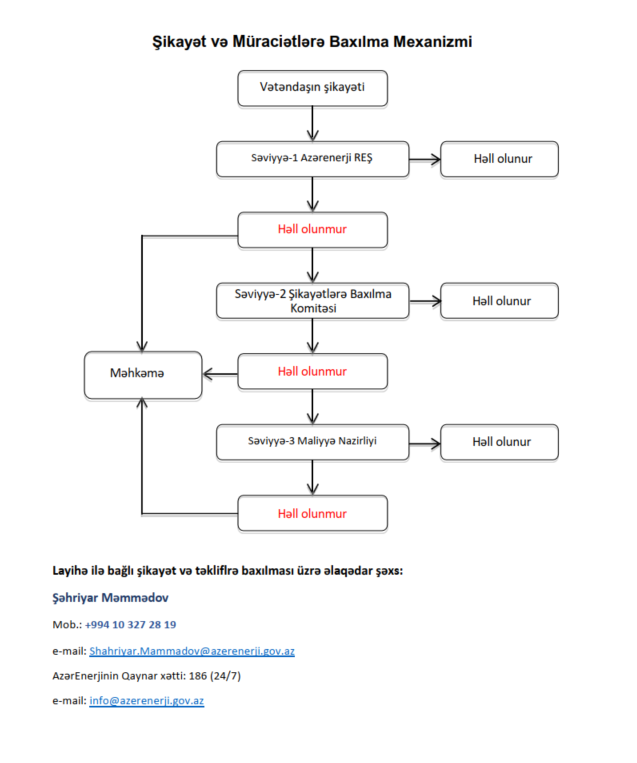 Şikayət və Müraciətlərə Baxılma Mexanizmi
Vətəndaşın şikayəti
Səviyyə-1 Azərenerji REŞ
Həll olunur
Həll olunmur
Səviyyə-2 Şikayətlərə Baxılma
Komitəsi
Həll olunur
Məhkəmə
Həll olunmur
Səviyyə-3 Maliyyə Nazirliyi
Həll olunur
Həll olunmur
Layihə ilə bağlı şikayət və təkliflrə baxılması üzrə əlaqədar şəxs:
Şəhriyar Məmmədov
Mob.: +994 10 327 28 19
e-mail: Shahriyar.Mammadov@azerenerji.gov.az
AzərEnerjinin Qaynar xətti: 186 (24/7)
e-mail: info@azerenerji.gov.az